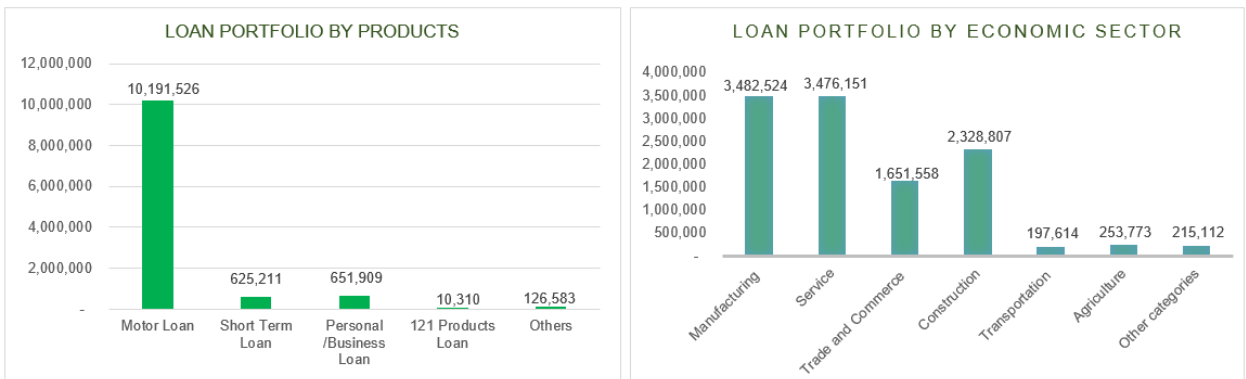 LOAN PORTFOLIO BY PRODUCTS
12,000,000
10,000,000
8,000,000
6,000,000
4,000,000
2,000,000
-
10,191,526
625,211
651,909
10,310
126,583
Motor Loan
Short Term
Loan
Personal
/Business
Loan
121 Products
Loan
Others
LOAN PORTFOLIO BY ECONOMIC SECTOR
4,000,000
3,500,000
2,500,000
2,000,000
1,500,000
1,000,000
500,000
-
3,482,524
3,476,151
1,651,558
2,328,807
197,614
253,773
215,112
Manufacturing
Service
Trade and Commerce
Construction
Transportation
Agriculture
Other categories